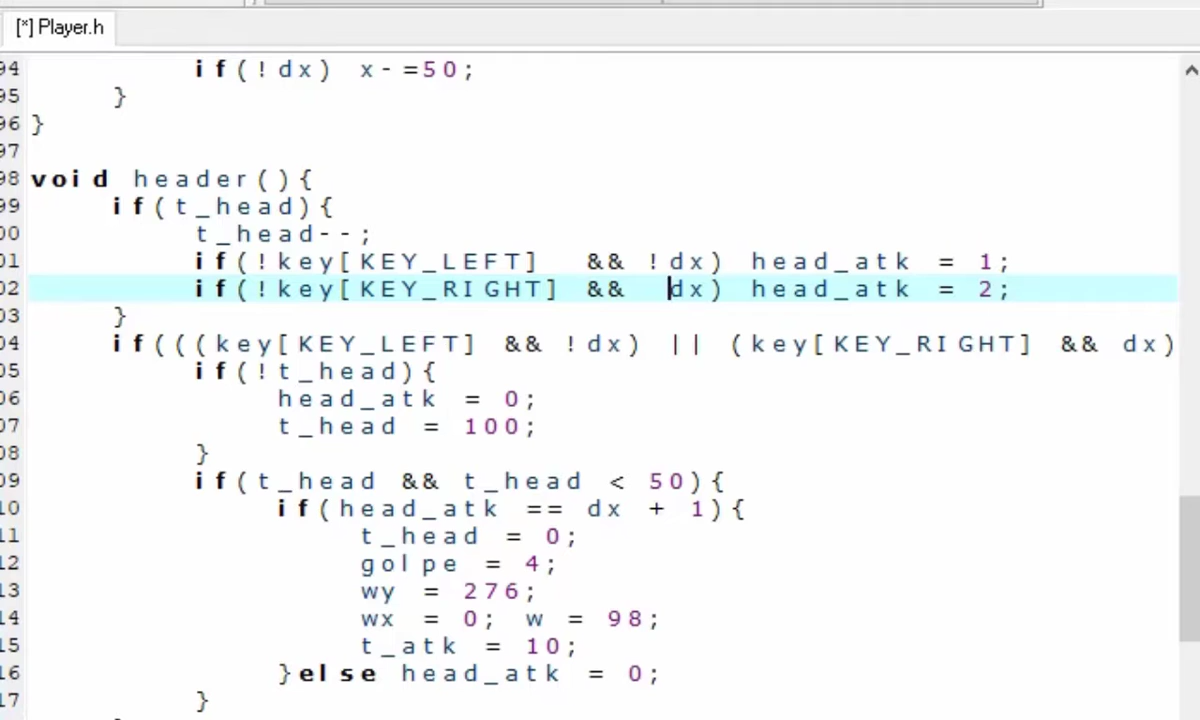 [*] Player.h
94 if(!dx) x-=50;
95 }
96 }
97
98 void header(){
99 if(t_head){
00 t_head--;
01 if(!key[KEY_LEFT] && !dx) head_atk = 1;
02 if(!key[KEY_RIGHT] && dx) head_atk = 2;
03 }
04 if(((key[KEY_LEFT] && !dx) || (key[KEY_RIGHT] && dx)
05 if(!t_head){
06 head_atk = 0;
07 t_head = 100;
08 }
09 if(t_head && t_head < 50){
10 if(head_atk == dx + 1){
11 t_head = 0;
12 golpe = 4;
13 wy = 276;
14 wx = 0; w = 98;
15 t_atk = 10;
16 }else head_atk = 0;
17 }